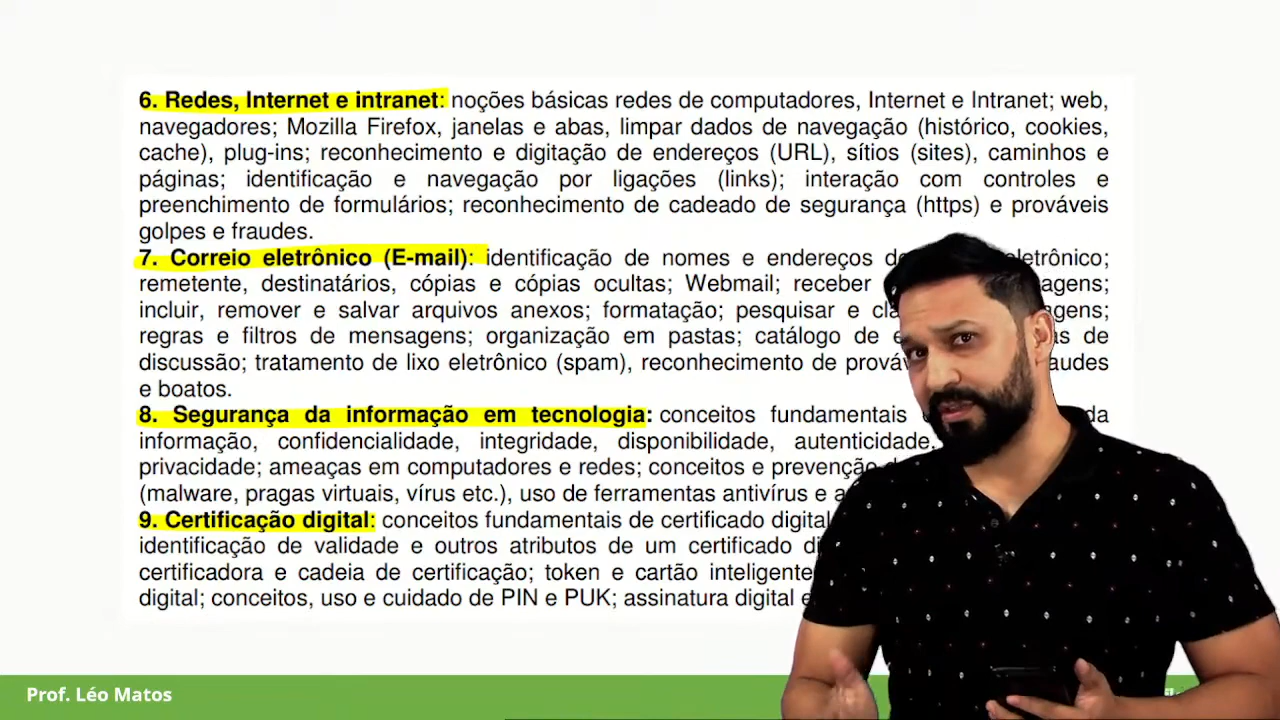 6. Redes, Internet e intranet: noções básicas redes de computadores, Internet e Intranet; web,
navegadores; Mozilla Firefox, janelas e abas, limpar dados de navegação (histórico, cookies,
cache), plug-ins; reconhecimento e digitação de endereços (URL), sítios (sites), caminhos e
páginas; identificação e navegação por ligações (links); interação com controles e
preenchimento de formulários; reconhecimento de cadeado de segurança (https) e prováveis
golpes e fraudes.
7. Correio eletrônico (E-mail): identificação de nomes e endereços de eletrônico;
remetente, destinatários, cópias e cópias ocultas; Webmail; receber
incluir, remover e salvar arquivos anexos; formatação; pesquisar e
regras e filtros de mensagens; organização em pastas; catálogo de de
discussão; tratamento de lixo eletrônico (spam), reconhecimento de
e boatos.
8. Segurança da informação em tecnologia: conceitos fundamentais da
informação, confidencialidade, integridade, disponibilidade, autenticidade,
privacidade; ameaças em computadores e redes; conceitos e prevenção
(malware, pragas virtuais, vírus etc.), uso de ferramentas antivírus e
9. Certificação digital: conceitos fundamentais de certificado digital
identificação de validade e outros atributos de um certificado
certificadora e cadeia de certificação; token e cartão inteligente
digital; conceitos, uso e cuidado de PIN e PUK; assinatura digital
Prof. Léo Matos